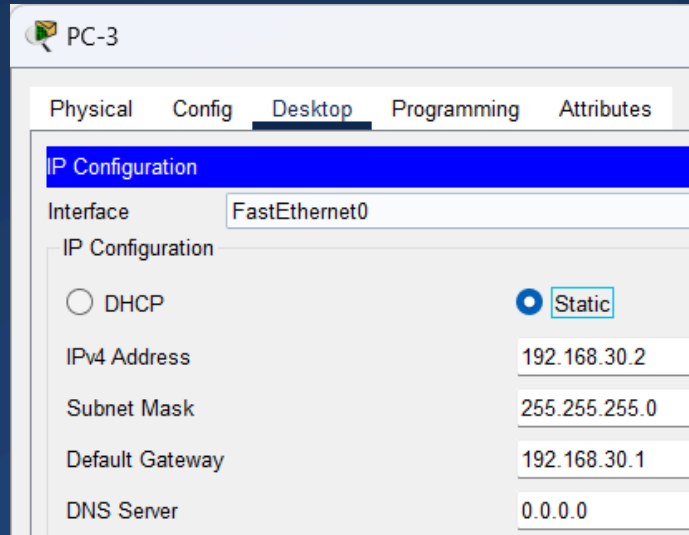 PC-3
Physical Config Desktop Programming Attributes
IP Configuration
Interface FastEthernet0
IP Configuration
DHCP Static
IPv4 Address 192.168.30.2
Subnet Mask 255.255.255.0
Default Gateway 192.168.30.1
DNS Server 0.0.0.0